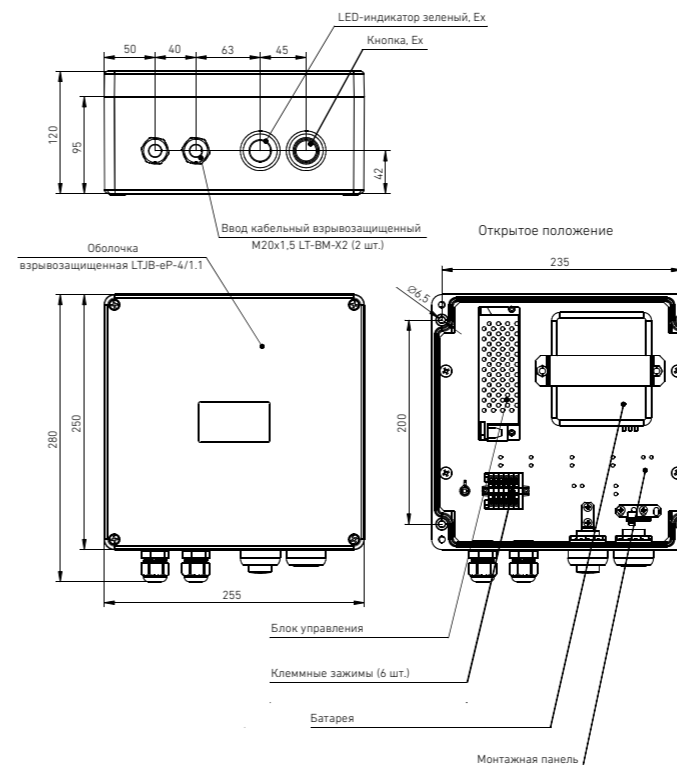 LED-индикатор зеленый, Ex
Кнопка, Ex
50
40
63
45
120
95
42
Ввод кабельный взрывозащищенный
М20х1,5 LT-BM-X2 (2 шт.)
Оболочка
взрывозащищенная LTJB-eP-4/1.1
Открытое положение
235
Ø6,5
280
250
200
255
Блок управления
Клеммные зажимы (6 шт.)
Батарея
Монтажная панель